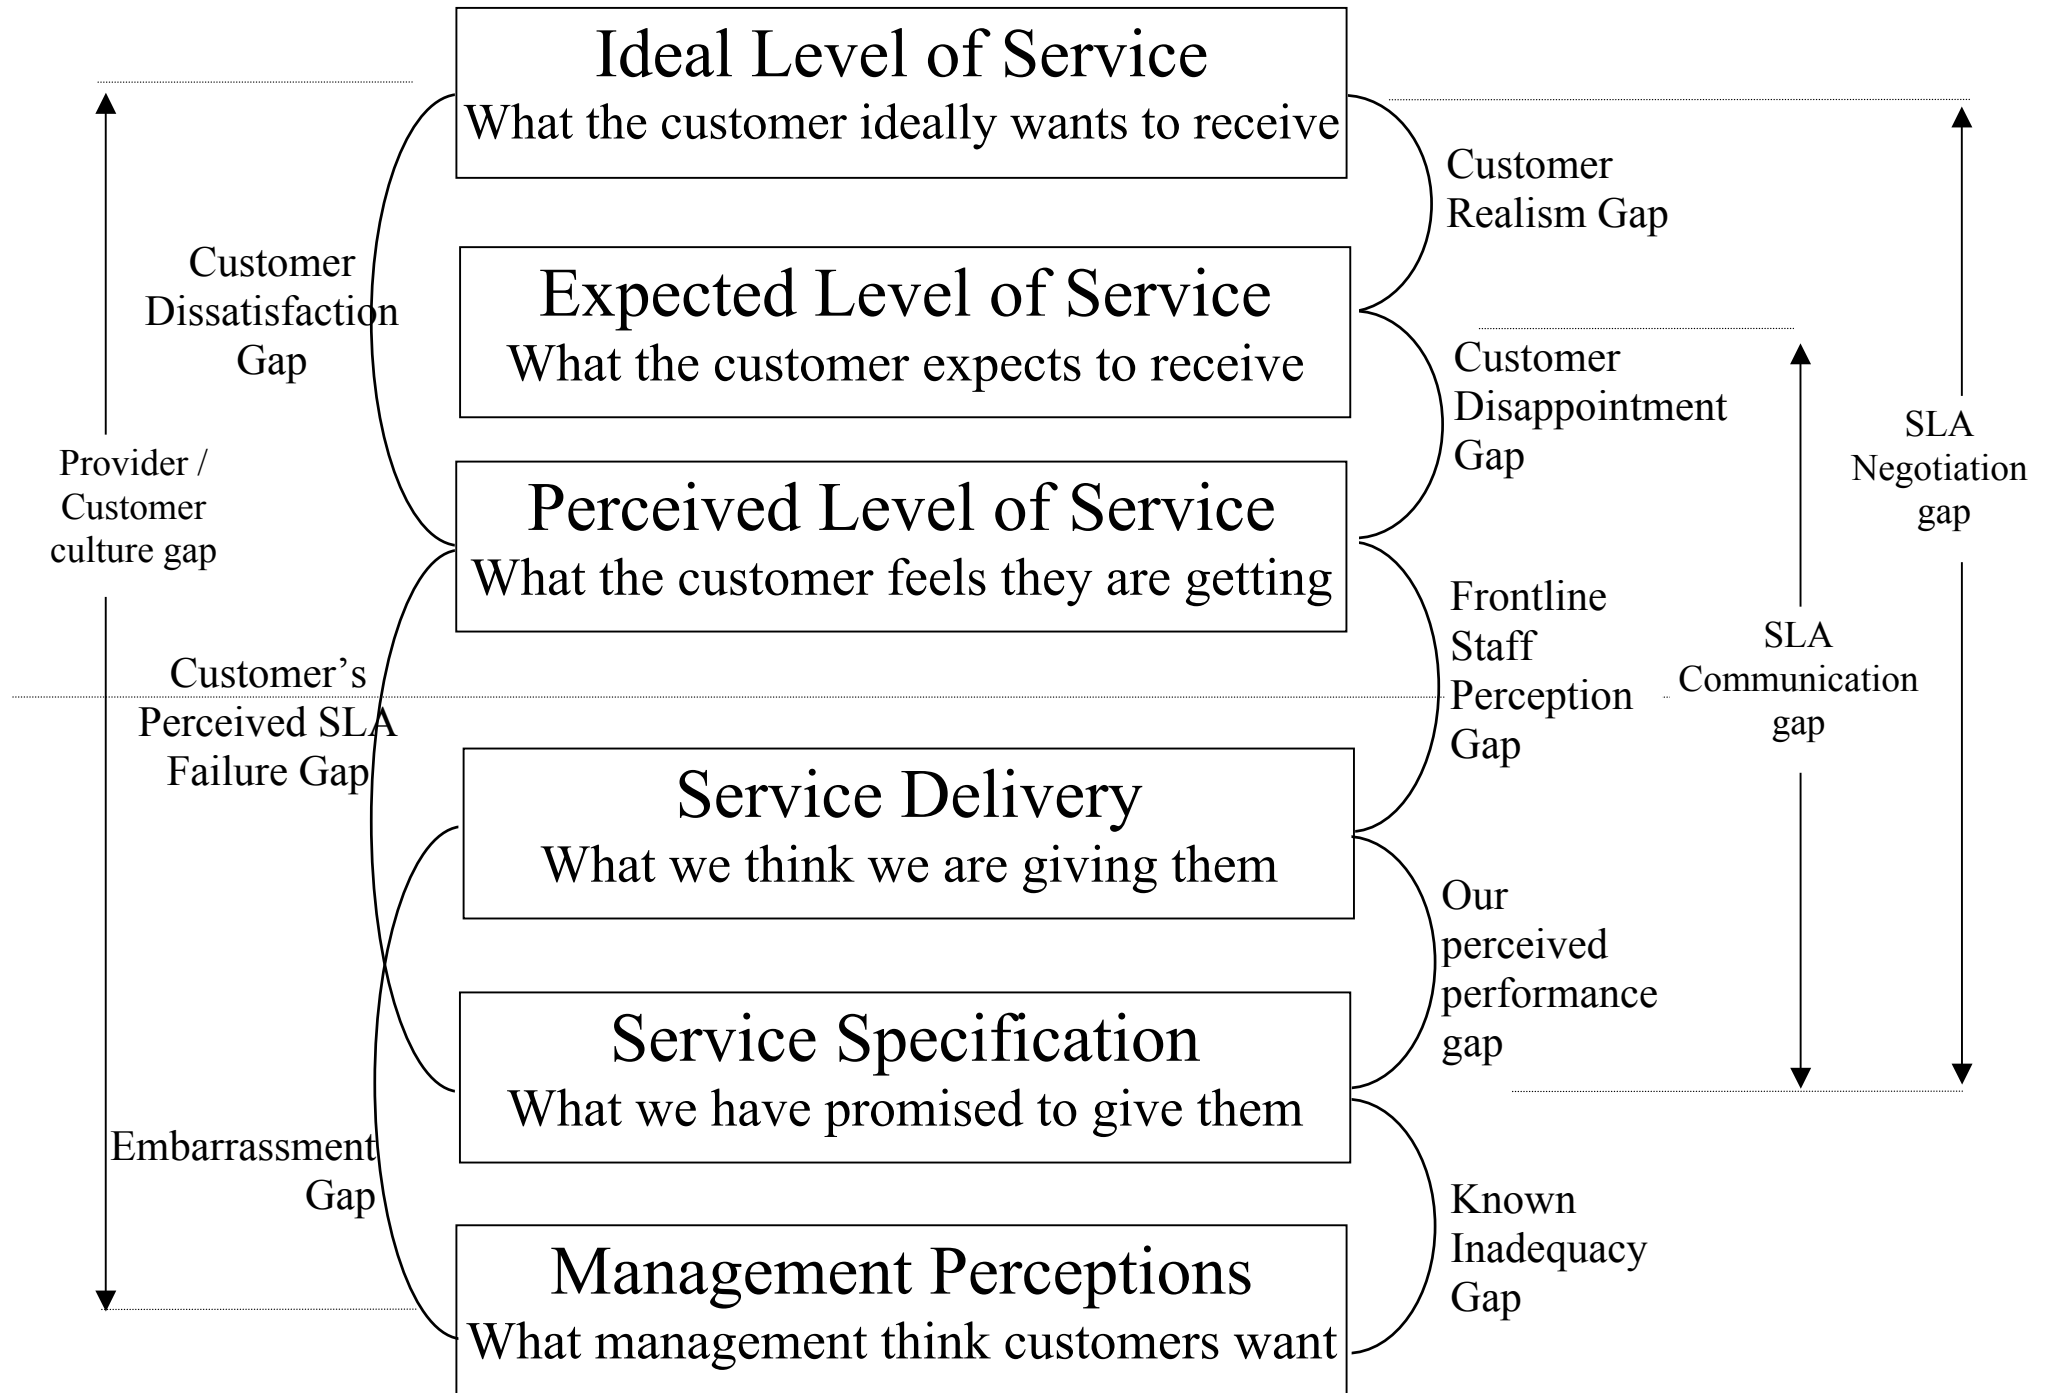 Ideal Level of Service
What the customer ideally wants to receive
Customer
Realism Gap
Customer
Dissatisfaction
Gap
Expected Level of Service
What the customer expects to receive
Customer
Disappointment
Gap
SLA
Negotiation
gap
Provider /
Customer
culture gap
Perceived Level of Service
What the customer feels they are getting
Frontline
Staff
Perception
Gap
SLA
Communication
gap
Customer’s
Perceived SLA
Failure Gap
Service Delivery
What we think we are giving them
Our
perceived
performance
gap
Service Specification
What we have promised to give them
Embarrassment
Gap
Known
Inadequacy
Gap
Management Perceptions
What management think customers want